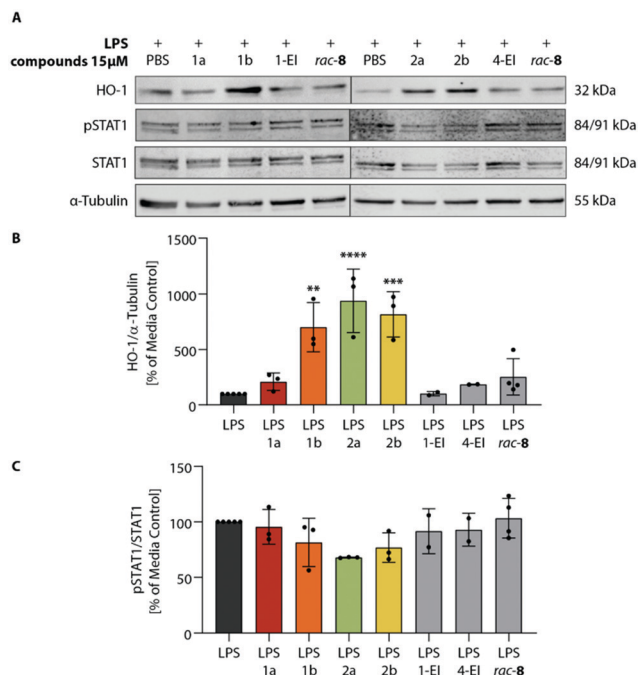 A
LPS + + + + + + + + + +
compounds 15µM PBS 1a 1b 1-EI rac-8 PBS 2a 2b 4-EI rac-8
HO-1 32 kDa
pSTAT1 84/91 kDa
STAT1 84/91 kDa
α-Tubulin 55 kDa
B
HO-1/α-Tubulin
[% of Media Control]
1500
1000
500
0
** **** ***
LPS LPS LPS LPS LPS LPS LPS LPS
1a 1b 2a 2b 1-EI 4-EI rac-8
C
pSTAT1/STAT1
[% of Media Control]
150
100
50
0
LPS LPS LPS LPS LPS LPS LPS LPS
1a 1b 2a 2b 1-EI 4-EI rac-8